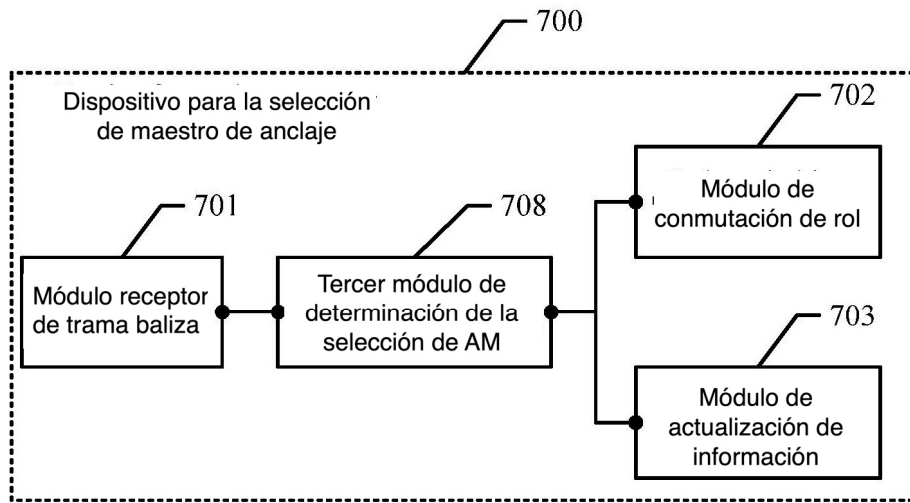 700
Dispositivo para la selección
de maestro de anclaje
702
Módulo de
conmutación de rol
701
Módulo receptor
de trama baliza
708
Tercer módulo de
determinación de la
selección de AM
703
Módulo de
actualización de
información